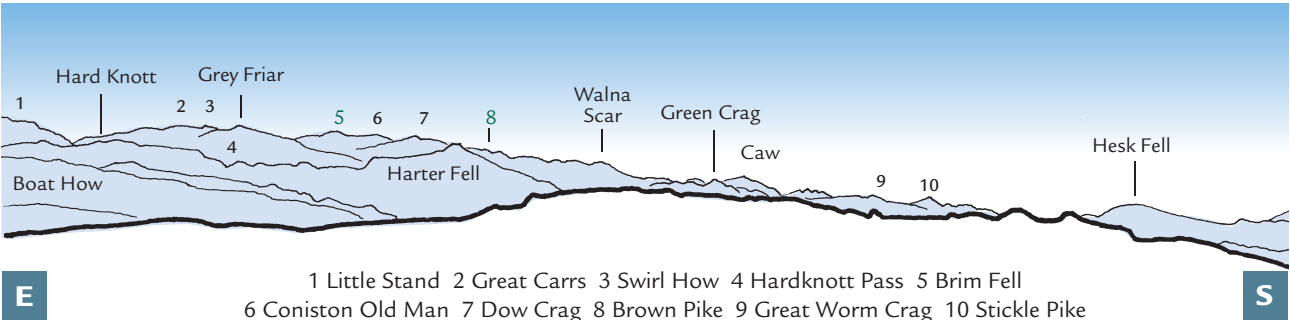 Hard Knott
Grey Friar
1
2
3
4
5
6
7
8
Walna
Scar
Green Crag
Caw
9
10
Hesk Fell
Boat How
Harter Fell
E
1 Little Stand 2 Great Carrs 3 Swirl How 4 Hardknott Pass 5 Brim Fell
6 Coniston Old Man 7 Dow Crag 8 Brown Pike 9 Great Worm Crag 10 Stickle Pike
S